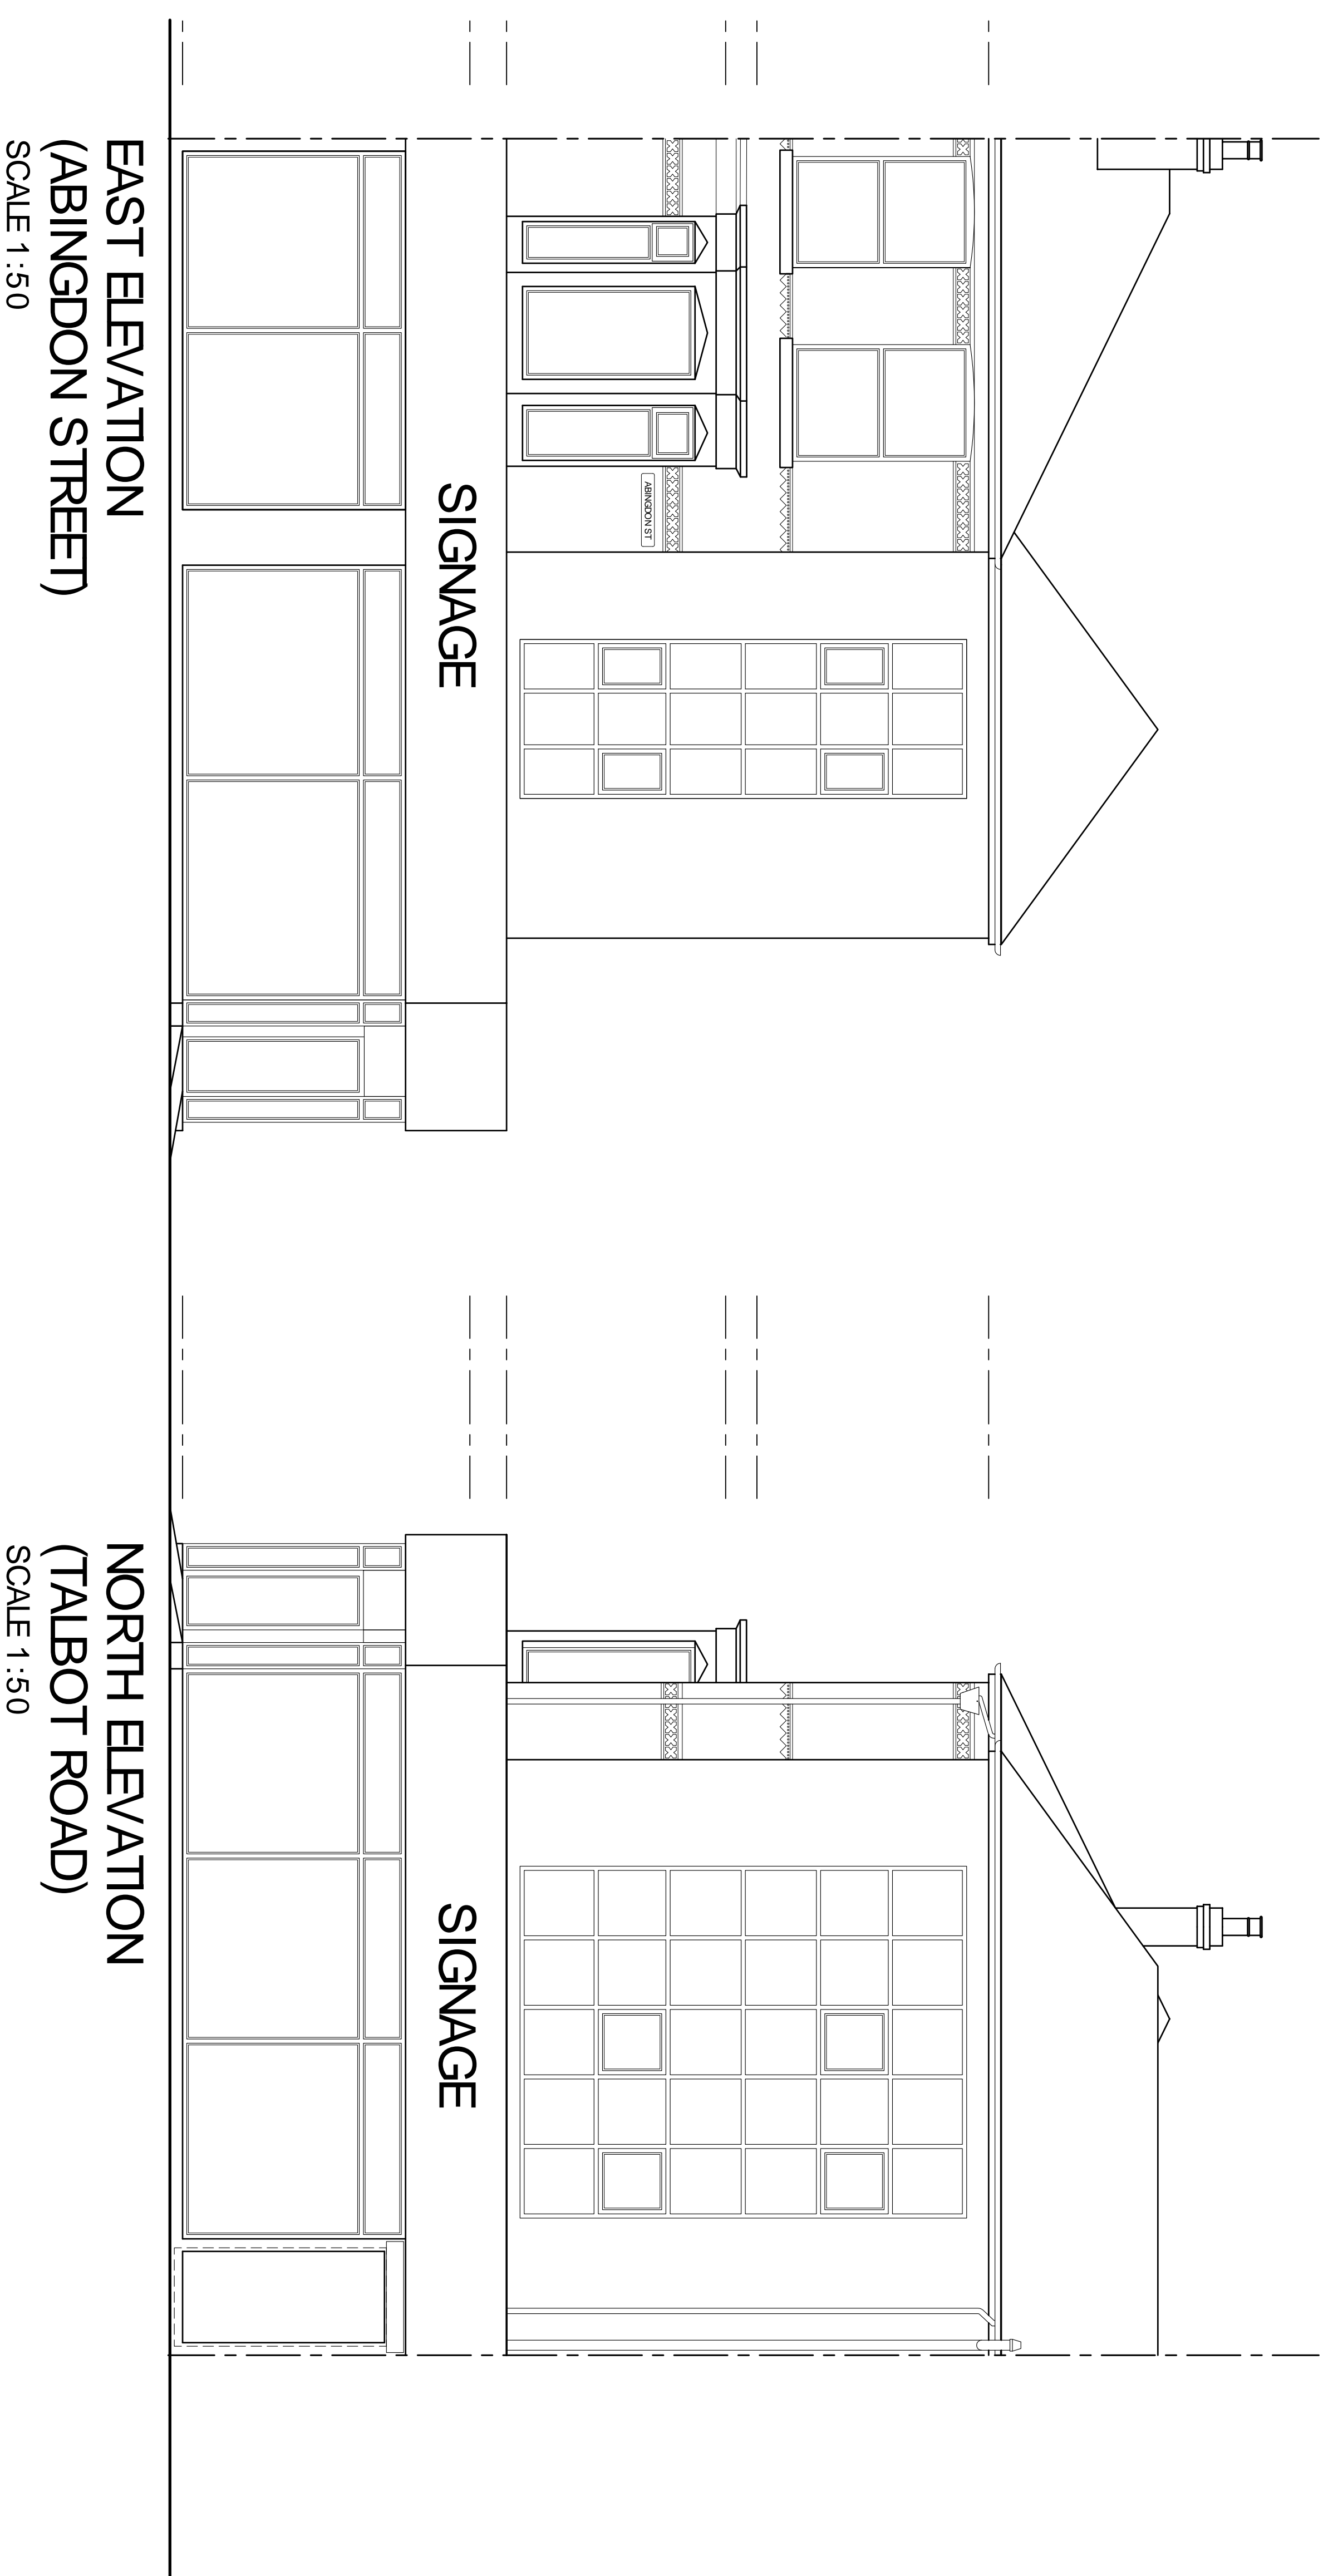 ABINGDON ST
SIGNAGE
EAST ELEVATION
(ABINGDON STREET)
SCALE 1:50
SIGNAGE
NORTH ELEVATION
(TALBOT ROAD)
SCALE 1:50